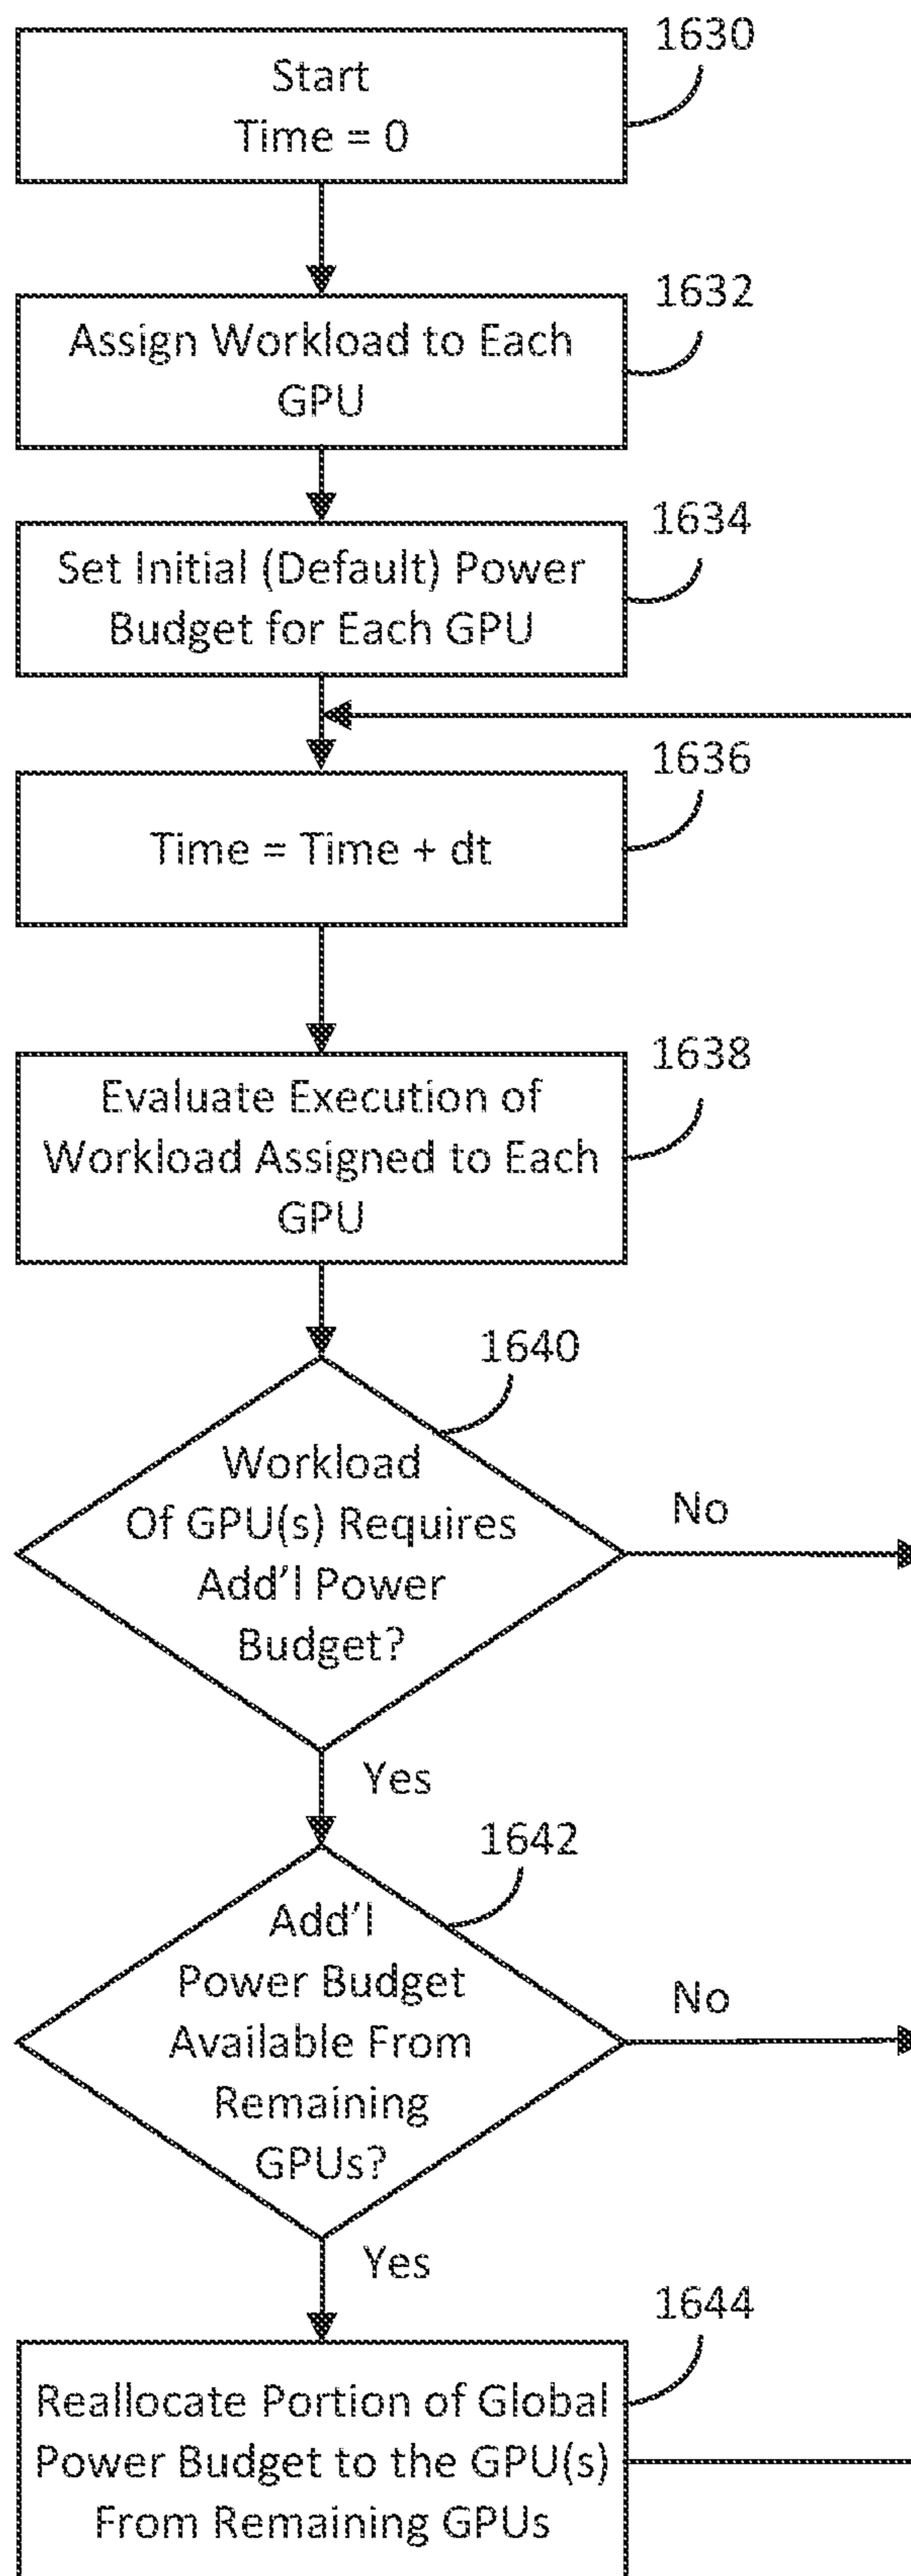 1630
Start
Time = 0
1632
Assign Workload to Each
GPU
1634
Set Initial (Default) Power
Budget for Each GPU
1636
Time = Time + dt
1638
Evaluate Execution of
Workload Assigned to Each
GPU
1640
Workload
Of GPU(s) Requires
Add'l Power
Budget?
No
Yes
1642
Add'l
Power Budget
Available From
Remaining
GPUs?
No
Yes
1644
Reallocate Portion of Global
Power Budget to the GPU(s)
From Remaining GPUs